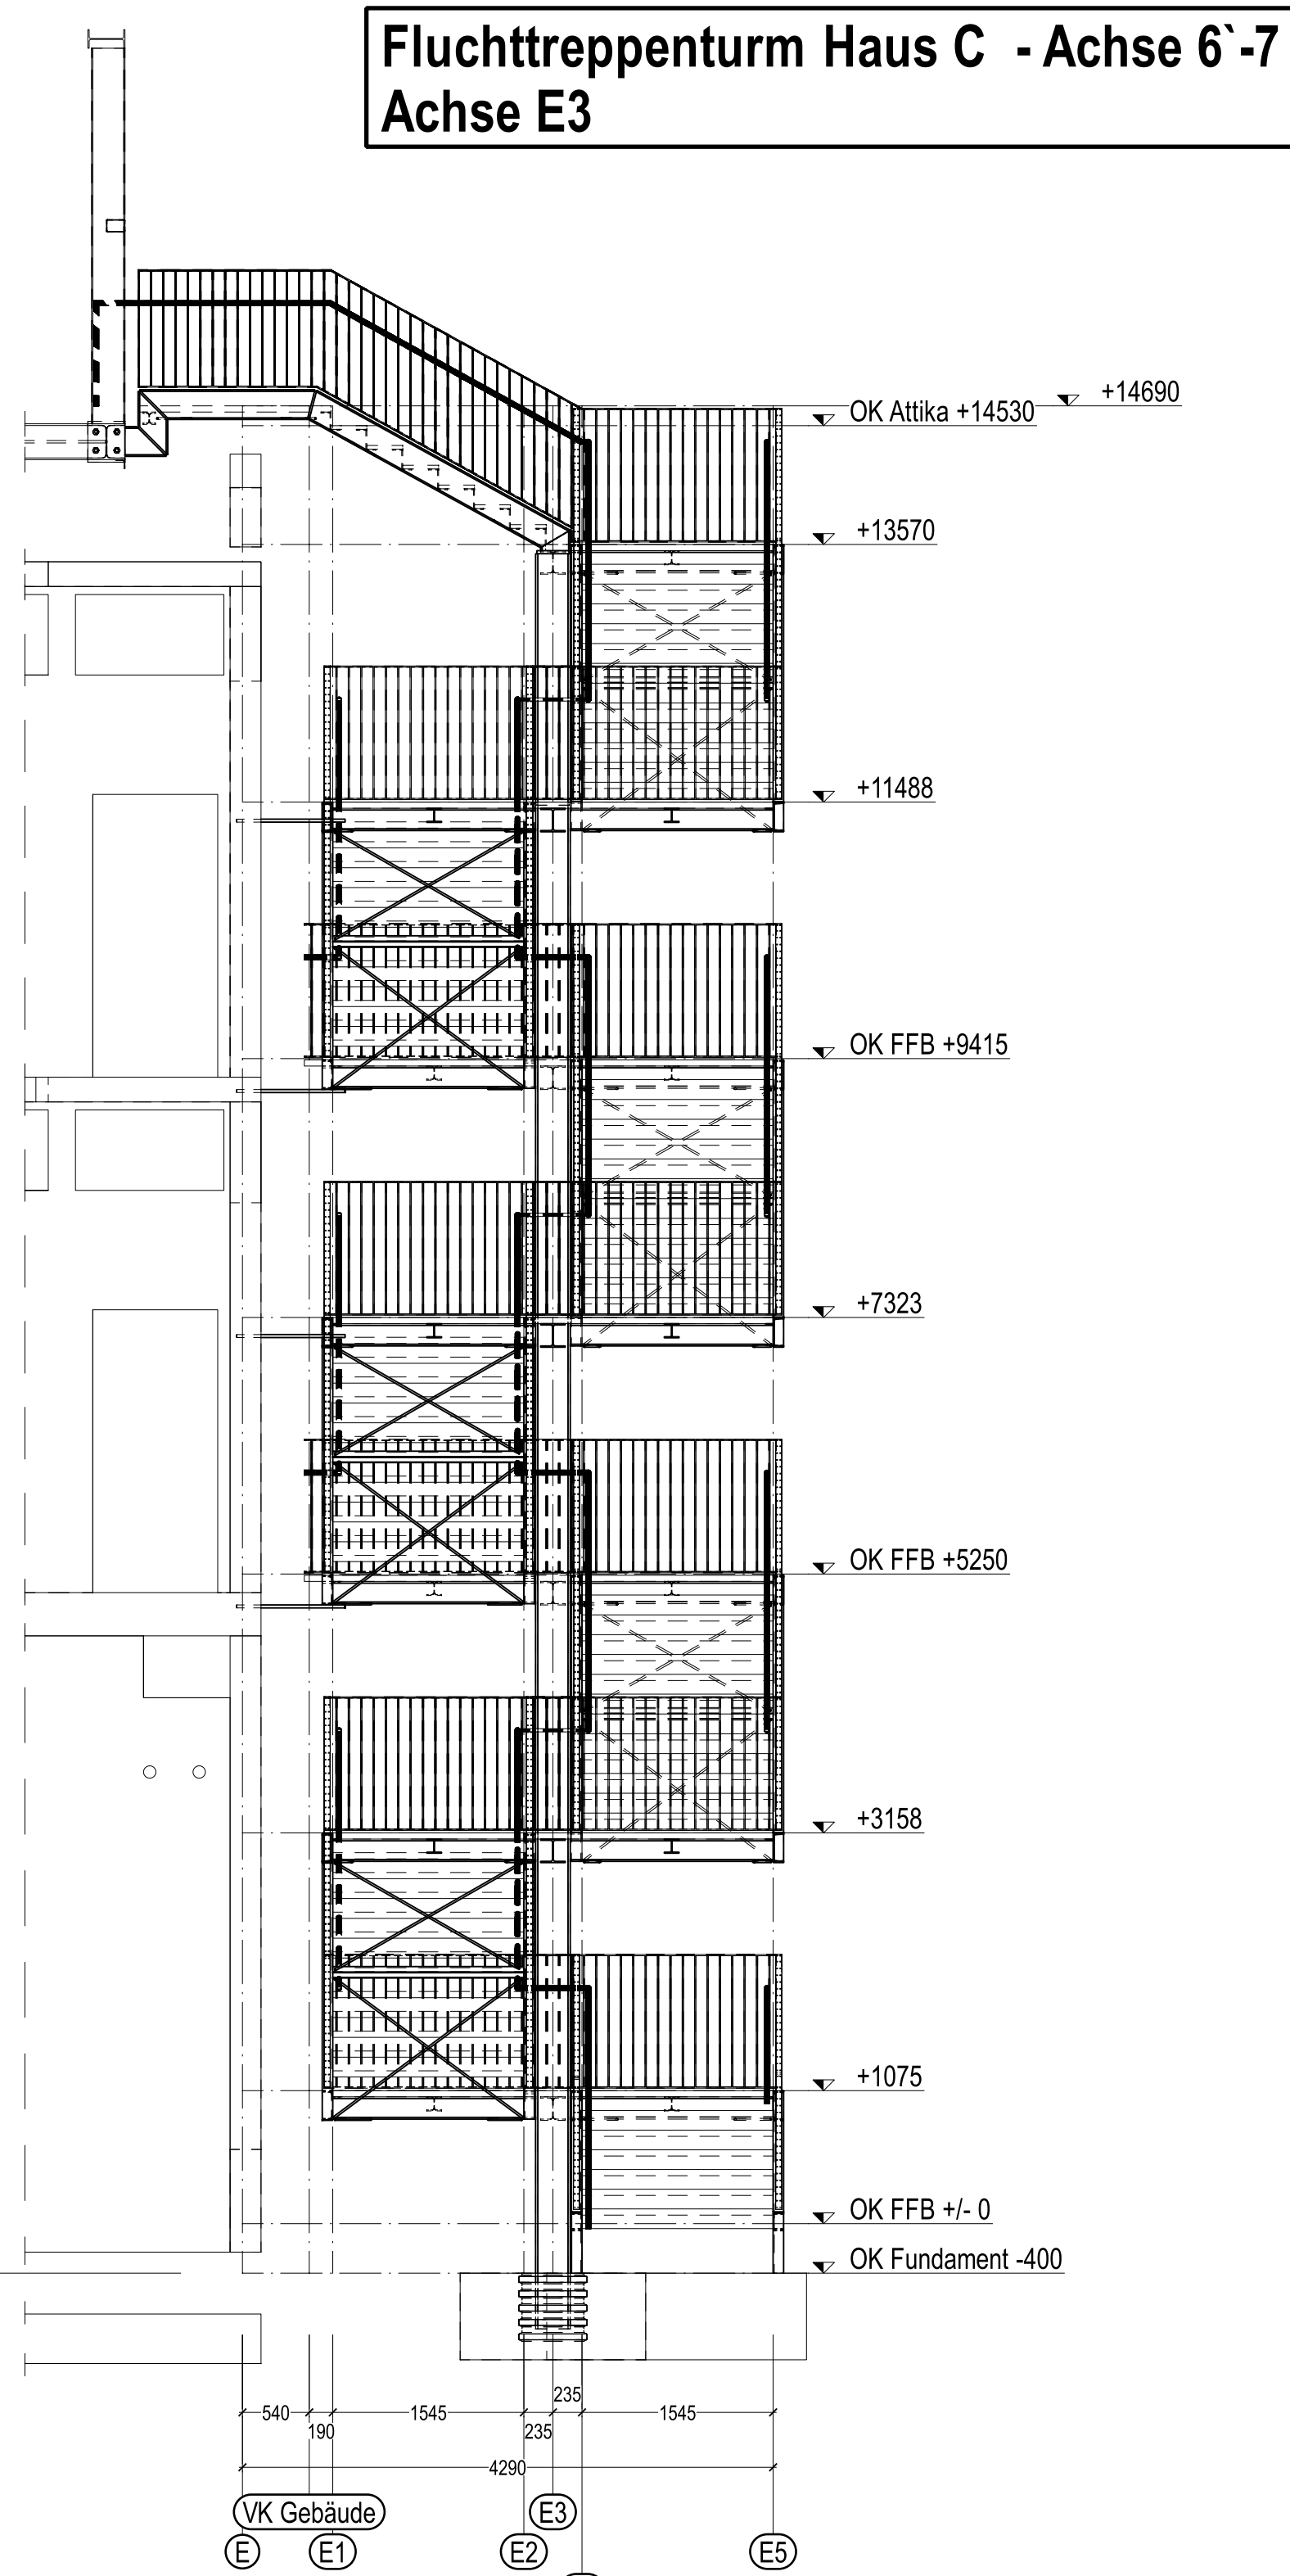 Fluchttreppenturm Haus C - Achse 6`-7
Achse E3
+14690
OK Attika +14530
+13570
+11488
OK FFB +9415
+7323
OK FFB +5250
+3158
+1075
OK FFB +/- 0
OK Fundament -400
235
540 1545 1545
190 235
4290
VK Gebäude E3
E E1 E2 E5